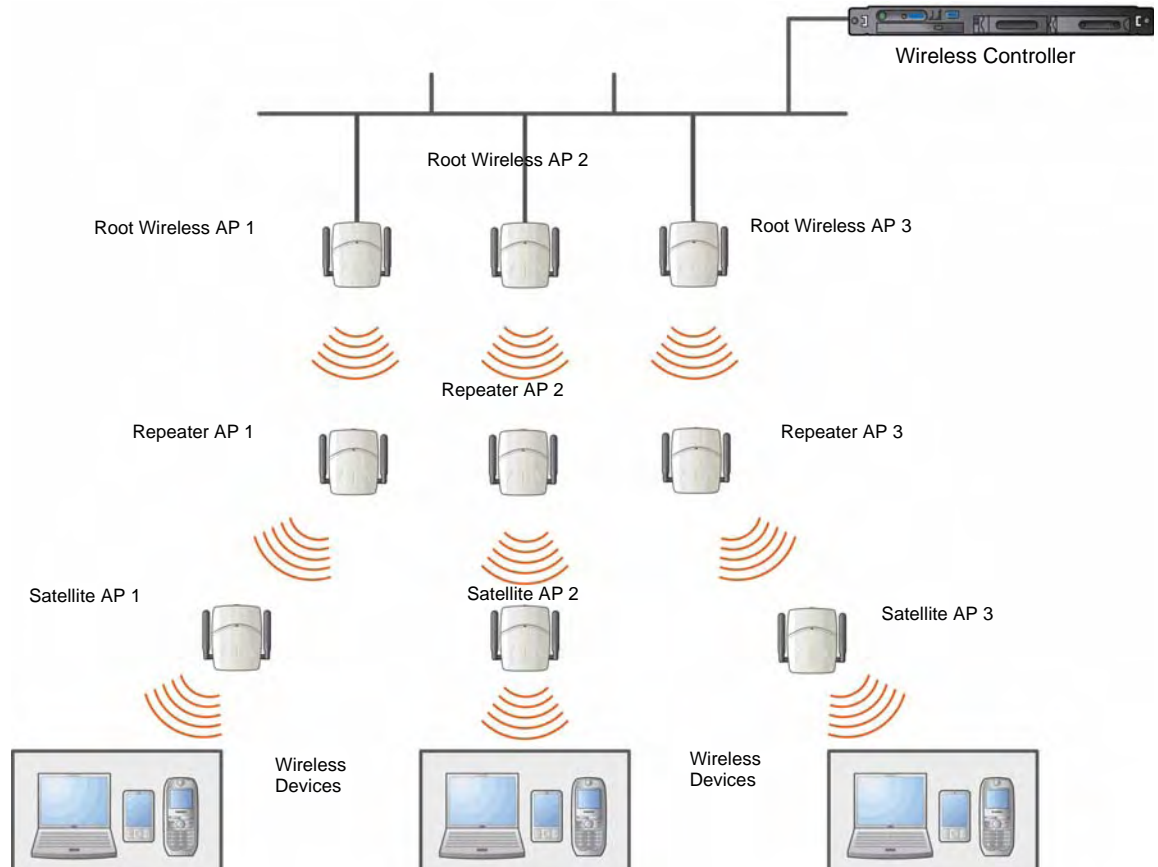 Wireless Controller
Root Wireless AP 2
Root Wireless AP 1
Root Wireless AP 3
Repeater AP 2
Repeater AP 1
Repeater AP 3
Satellite AP 1
Satellite AP 2
Satellite AP 3
Wireless
Devices
Wireless
Devices